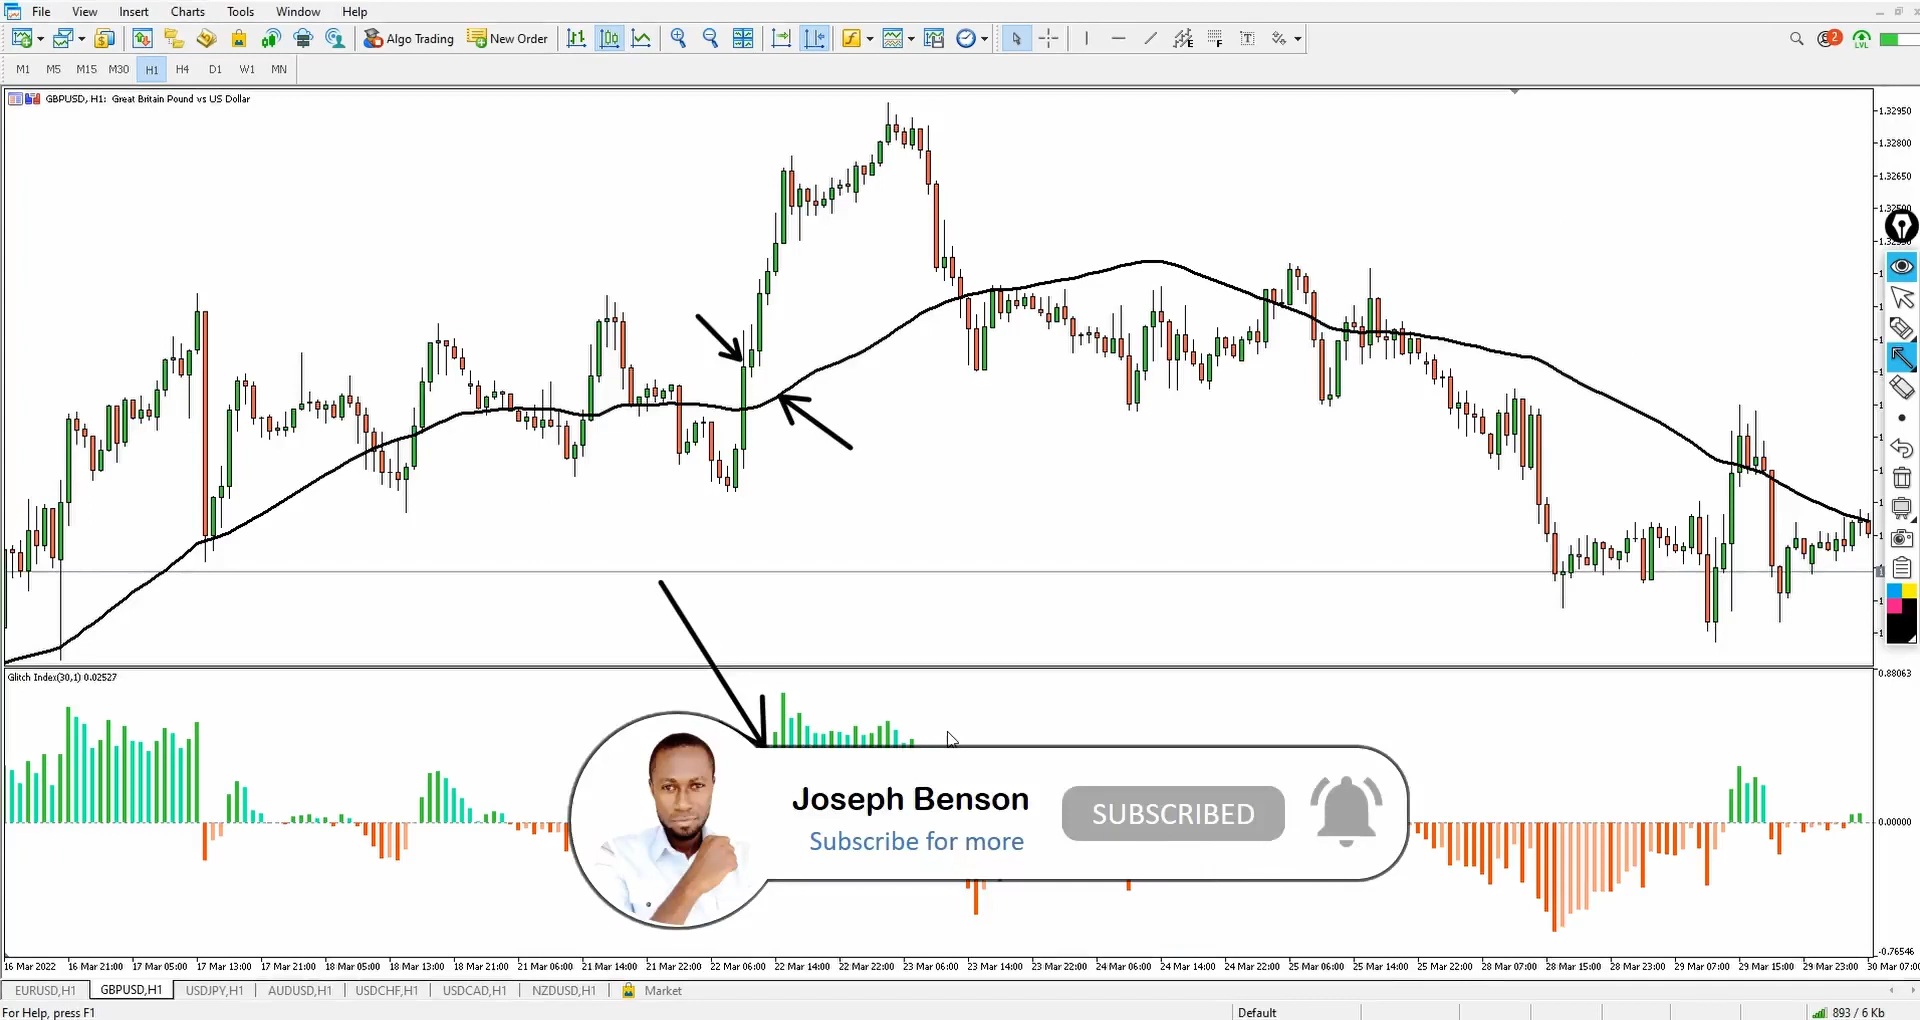 File View Insert Charts Tools Window Help
Algo Trading New Order
M1 M5 M15 M30 H1 H4 D1 W1 MN
2
LVL
GBPUSD, H1: Great Britain Pound vs US Dollar
1.32950
1.32800
1.32650
1.32500
Glitch Index(30,1) 0.02527
0.88063
Joseph Benson
Subscribe for more
SUBSCRIBED
0.00000
-0.76546
16 Mar 2022 16 Mar 21:00 17 Mar 05:00 17 Mar 13:00 17 Mar 21:00 18 Mar 05:00 18 Mar 13:00 18 Mar 21:00 21 Mar 06:00 21 Mar 14:00 21 Mar 22:00 22 Mar 06:00 22 Mar 14:00 22 Mar 22:00 23 Mar 06:00 23 Mar 14:00 23 Mar 22:00 24 Mar 06:00 24 Mar 14:00 24 Mar 22:00 25 Mar 06:00 25 Mar 14:00 25 Mar 22:00 28 Mar 07:00 28 Mar 15:00 28 Mar 23:00 29 Mar 07:00 29 Mar 15:00 29 Mar 23:00 30 Mar 07:00
EURUSD,H1 GBPUSD,H1 USDJPY,H1 AUDUSD,H1 USDCHF,H1 USDCAD,H1 NZDUSD,H1 Market
For Help, press F1 Default 893 / 6 Kb